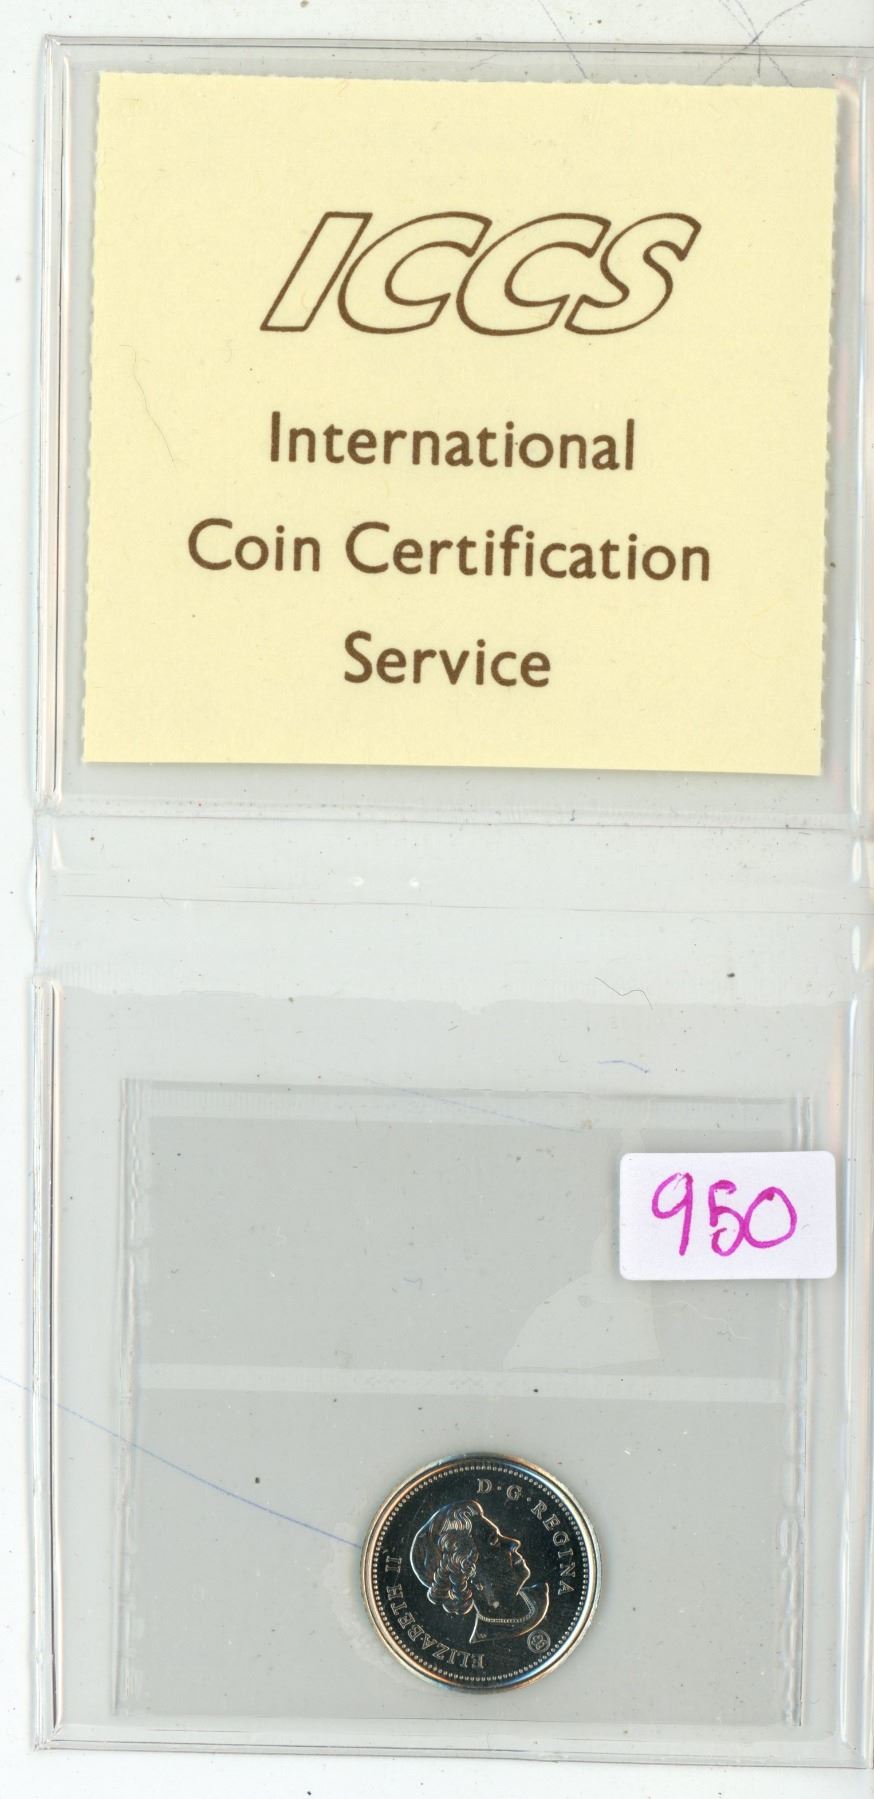 ICCS
International
Coin Certification
Service
950
ELIZABETH II D·G·REGINA